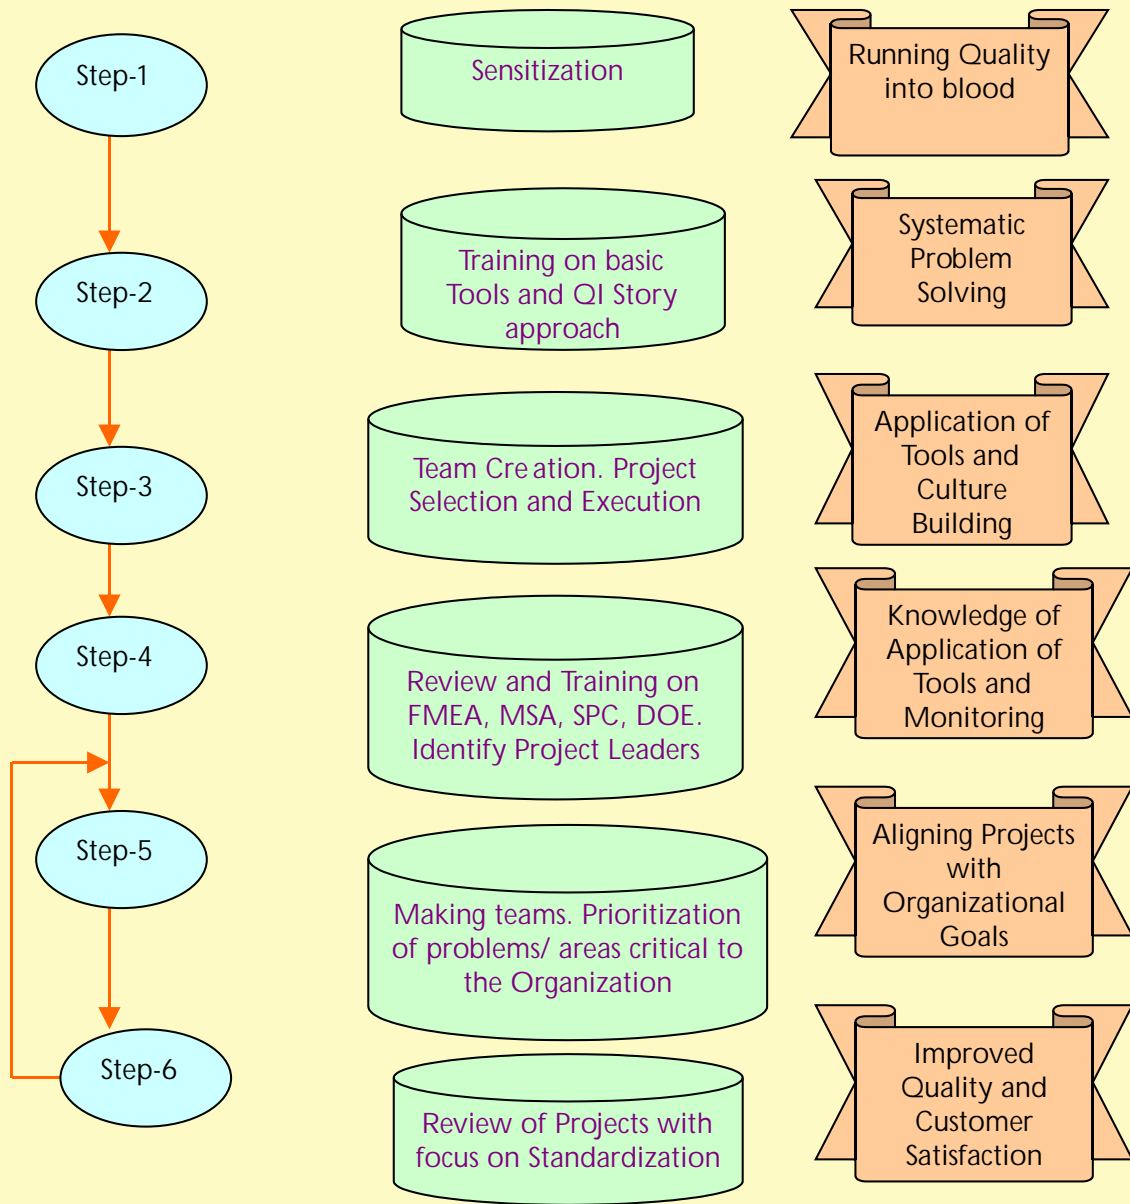 Step-1
Sensitization
Running Quality
into blood
Step-2
Training on basic
Tools and QI Story
approach
Systematic
Problem
Solving
Step-3
Team Creation. Project
Selection and Execution
Application of
Tools and
Culture
Building
Step-4
Review and Training on
FMEA, MSA, SPC, DOE.
Identify Project Leaders
Knowledge of
Application of
Tools and
Monitoring
Step-5
Making teams. Prioritization
of problems/ areas critical to
the Organization
Aligning Projects
with
Organizational
Goals
Step-6
Review of Projects with
focus on Standardization
Improved
Quality and
Customer
Satisfaction